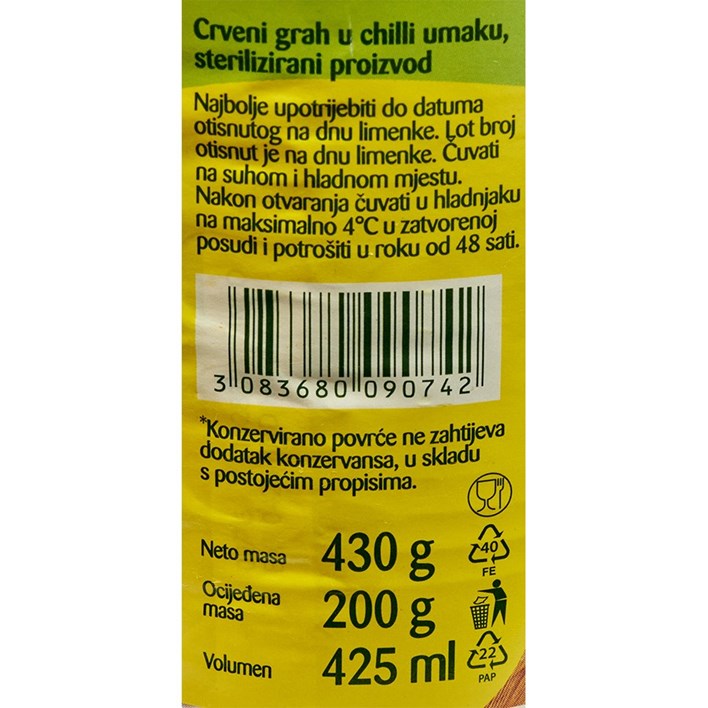 Crveni grah u chilli umaku,
sterilizirani proizvod
Najbolje upotrijebiti do datuma
otisnutog na dnu limenke. Lot broj
otisnut je na dnu limenke. Čuvati
na suhom i hladnom mjestu.
Nakon otvaranja čuvati u hladnjaku
na maksimalno 4°C u zatvorenoj
posudi i potrošiti u roku od 48 sati.
3 083680 090742
*Konzervirano povrće ne zahtijeva
dodatak konzervansa, u skladu
s postojećim propisima.
Neto masa 430 g
40
FE
Ocijeđena
masa 200 g
Volumen 425 ml
22
PAP